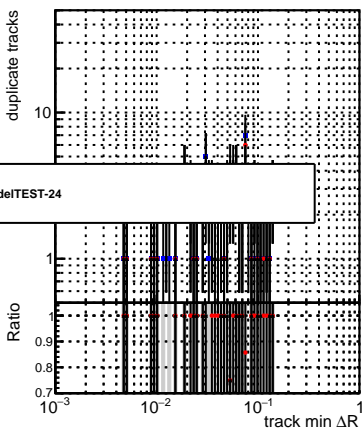 duplicate tracks
10
delTEST-24
1
Ratio
1
0.9
0.8
0.7
10⁻³ 10⁻² 10⁻¹ 1
track min ΔR